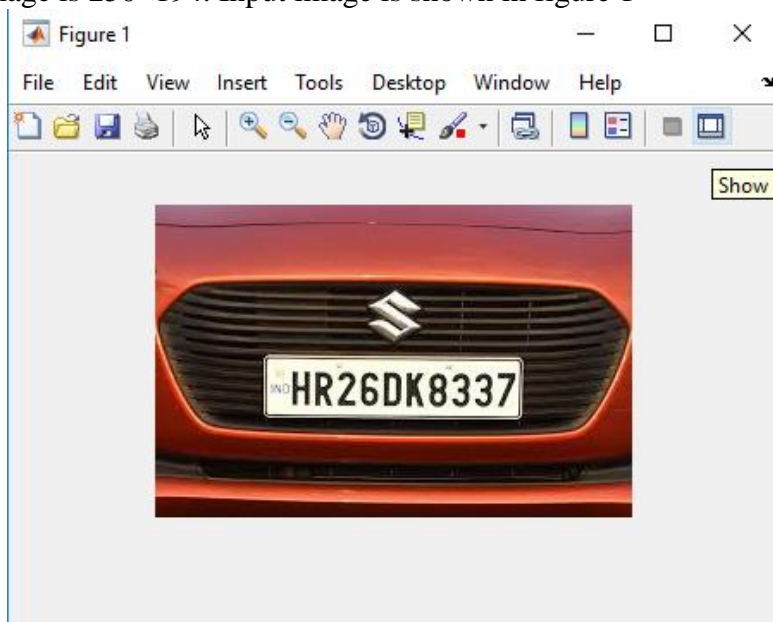 Figure 1
File Edit View Insert Tools Desktop Window Help
Show
IND HR26DK8337